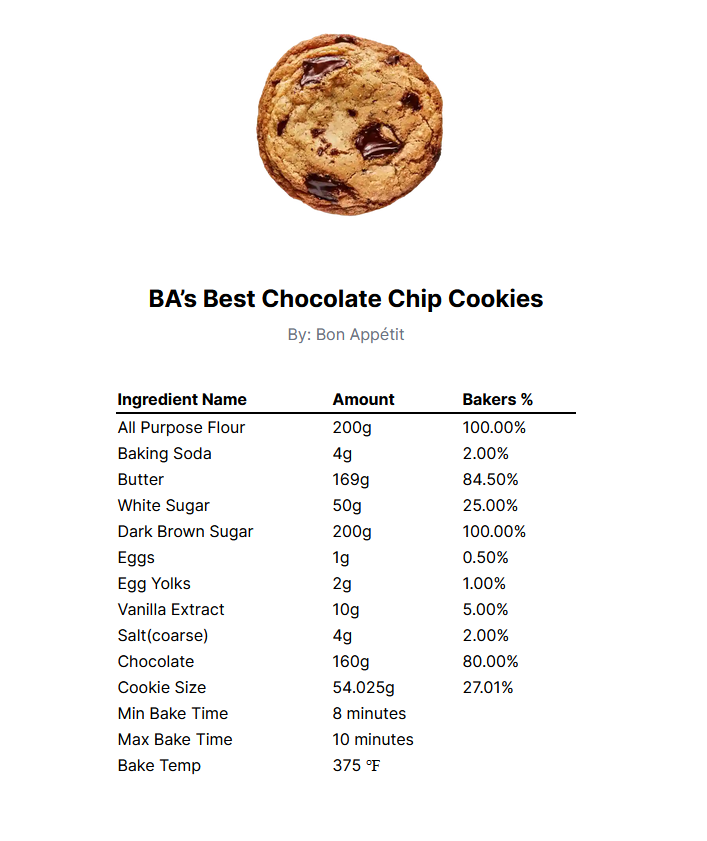 BA’s Best Chocolate Chip Cookies
By: Bon Appétit
Ingredient Name Amount Bakers %
All Purpose Flour 200g 100.00%
Baking Soda 4g 2.00%
Butter 169g 84.50%
White Sugar 50g 25.00%
Dark Brown Sugar 200g 100.00%
Eggs 1g 0.50%
Egg Yolks 2g 1.00%
Vanilla Extract 10g 5.00%
Salt(coarse) 4g 2.00%
Chocolate 160g 80.00%
Cookie Size 54.025g 27.01%
Min Bake Time 8 minutes
Max Bake Time 10 minutes
Bake Temp 375 ℉